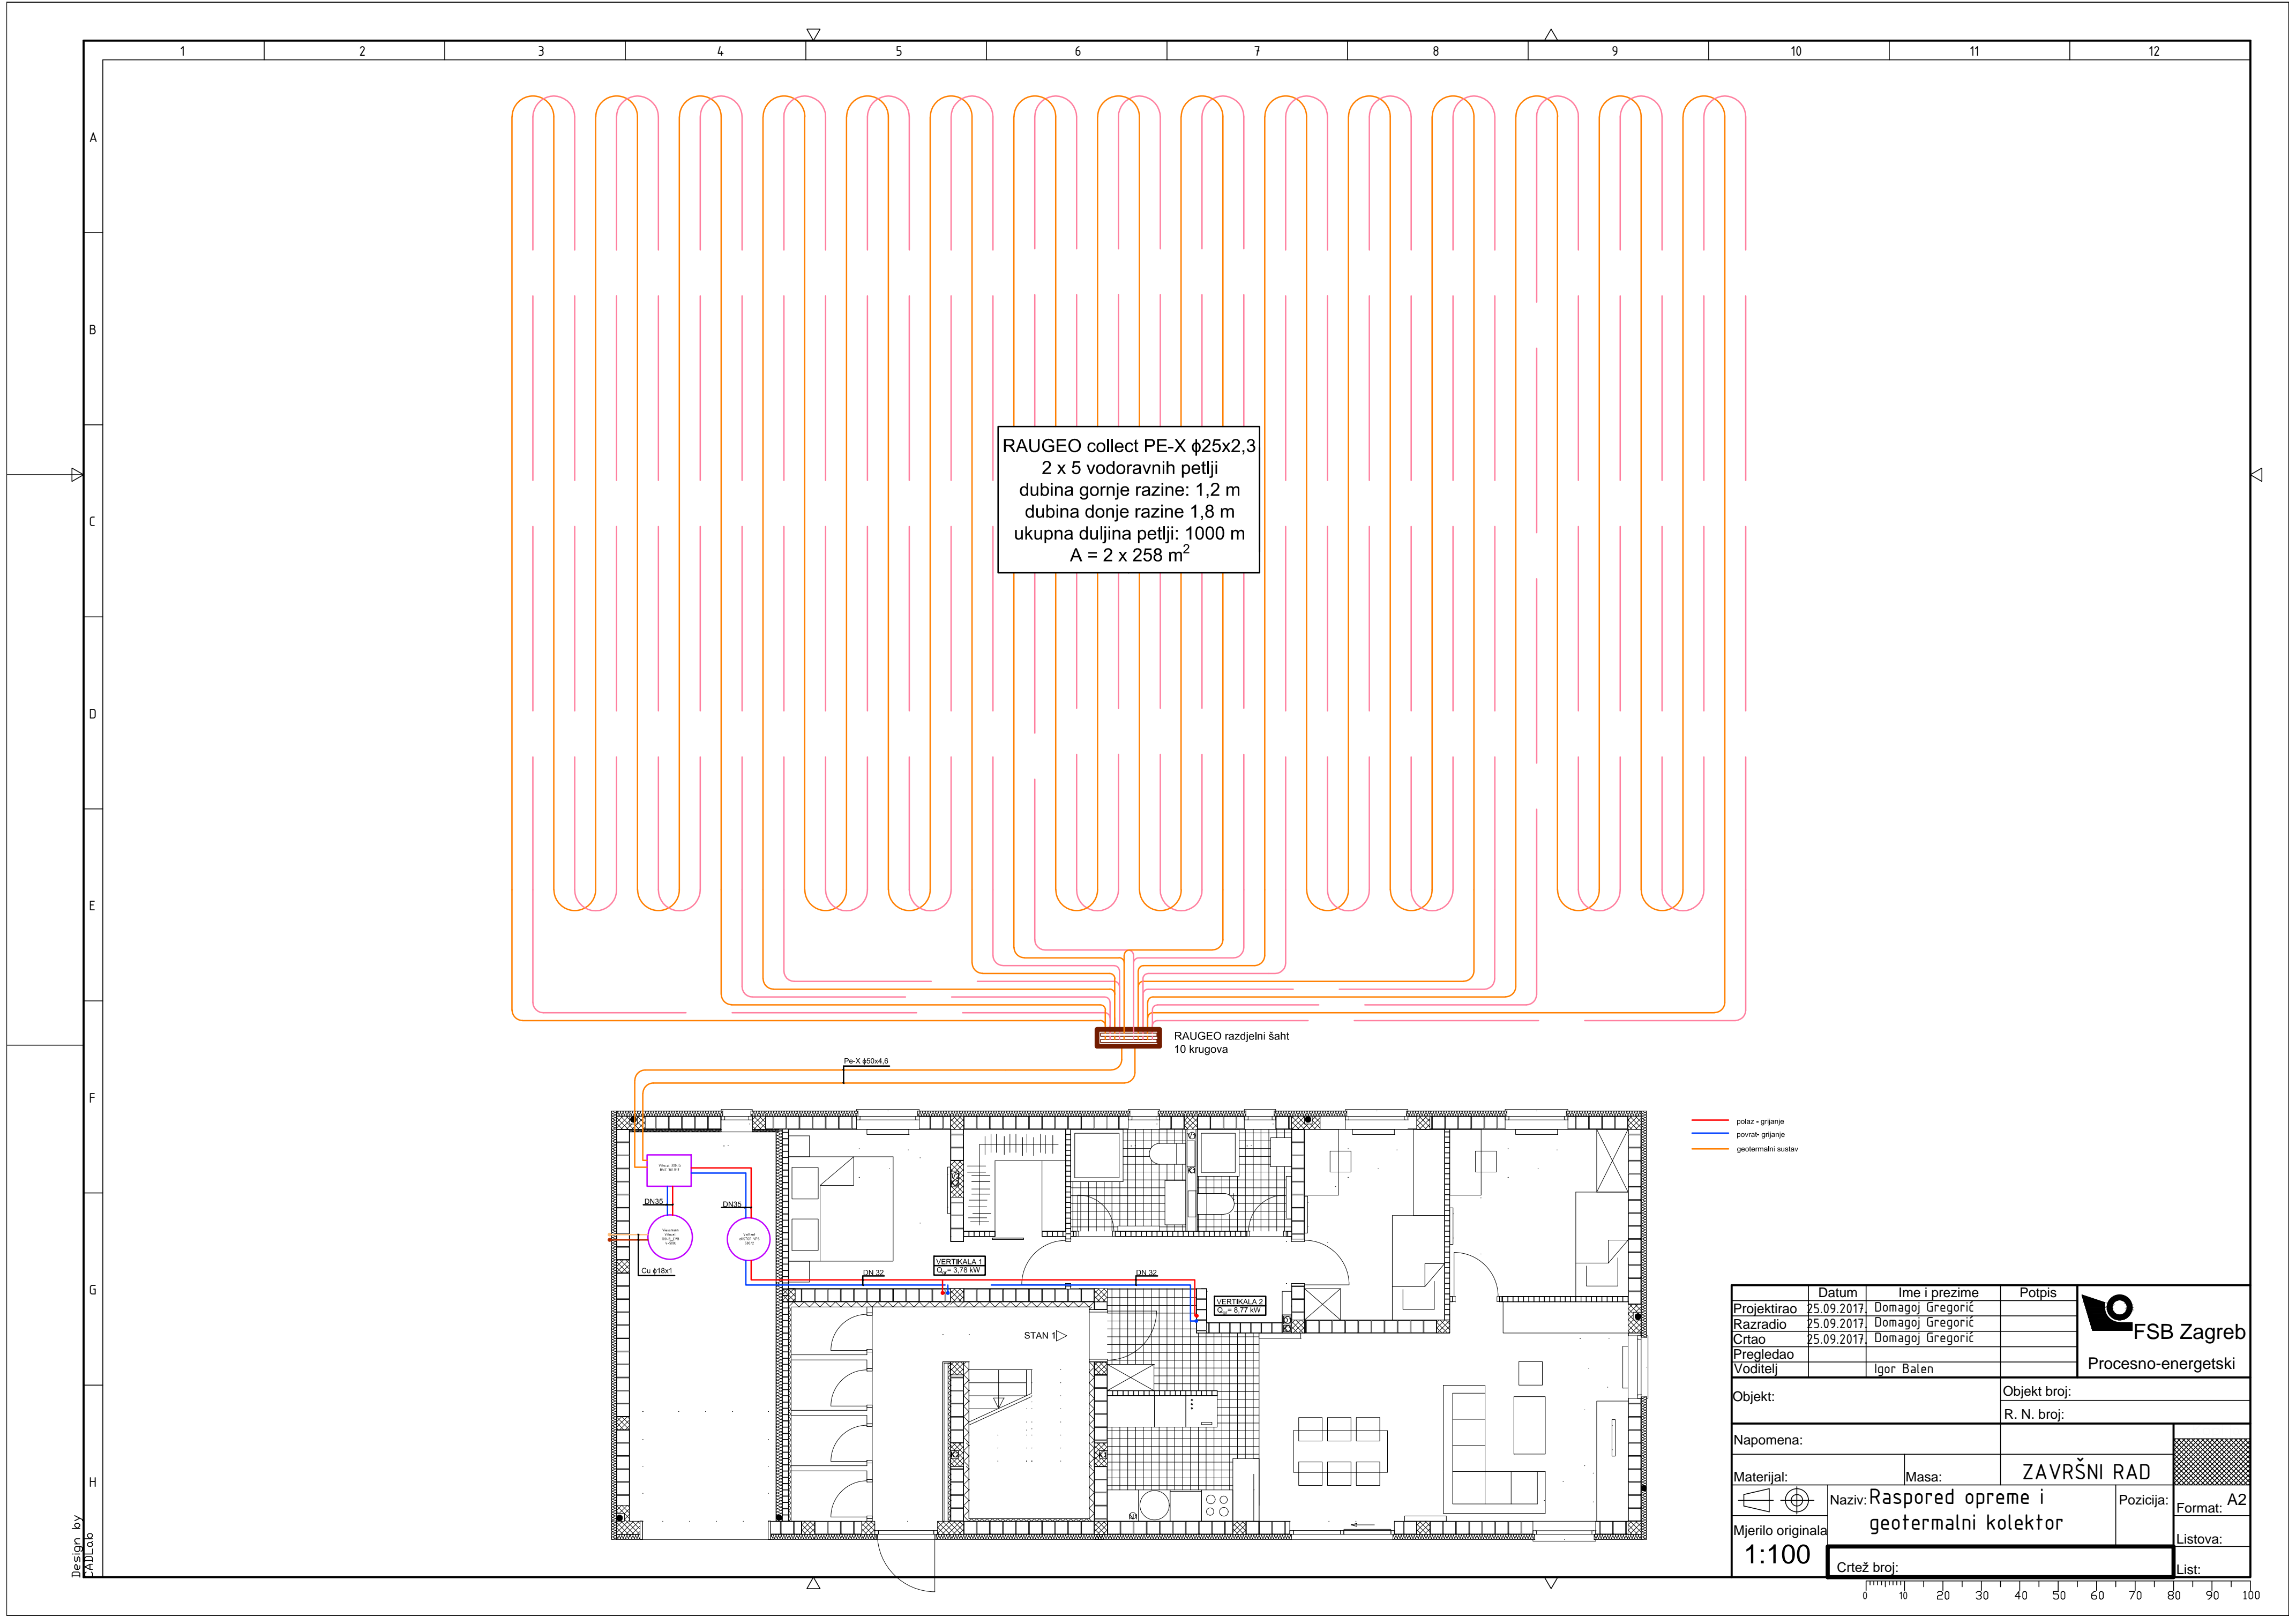 1 2 3 4 5 6 7 8 9 10 11 12
A
B
C
D
E
F
G
H
RAUGEO collect PE-X ϕ25x2,3
2 x 5 vodoravnih petlji
dubina gornje razine: 1,2 m
dubina donje razine 1,8 m
ukupna duljina petlji: 1000 m
A = 2 x 258 m²
RAUGEO razdjelni šaht
10 krugova
Pe-X ϕ50x4,6
polaz - grijanje
povrat- grijanje
geotermalni sustav
DN35
DN35
Cu ϕ18x1
DN 32
VERTIKALA 1
= 3,78 kW
DN 32
VERTIKALA 2
= 8,77 kW
STAN 1
Datum Ime i prezime Potpis
Projektirao 25.09.2017. Domagoj Gregorić
Razradio 25.09.2017. Domagoj Gregorić
Crtao 25.09.2017. Domagoj Gregorić
Pregledao
Voditelj Igor Balen
FSB Zagreb
Procesno-energetski
Objekt:
Objekt broj:
R. N. broj:
Napomena:
Materijal:
Masa:
ZAVRŠNI RAD
Naziv: Raspored opreme i
geotermalni kolektor
Pozicija:
Format: A2
Mjerilo originala
1:100
Listova:
Crtež broj:
List:
Design by
CADLab
0 10 20 30 40 50 60 70 80 90 100